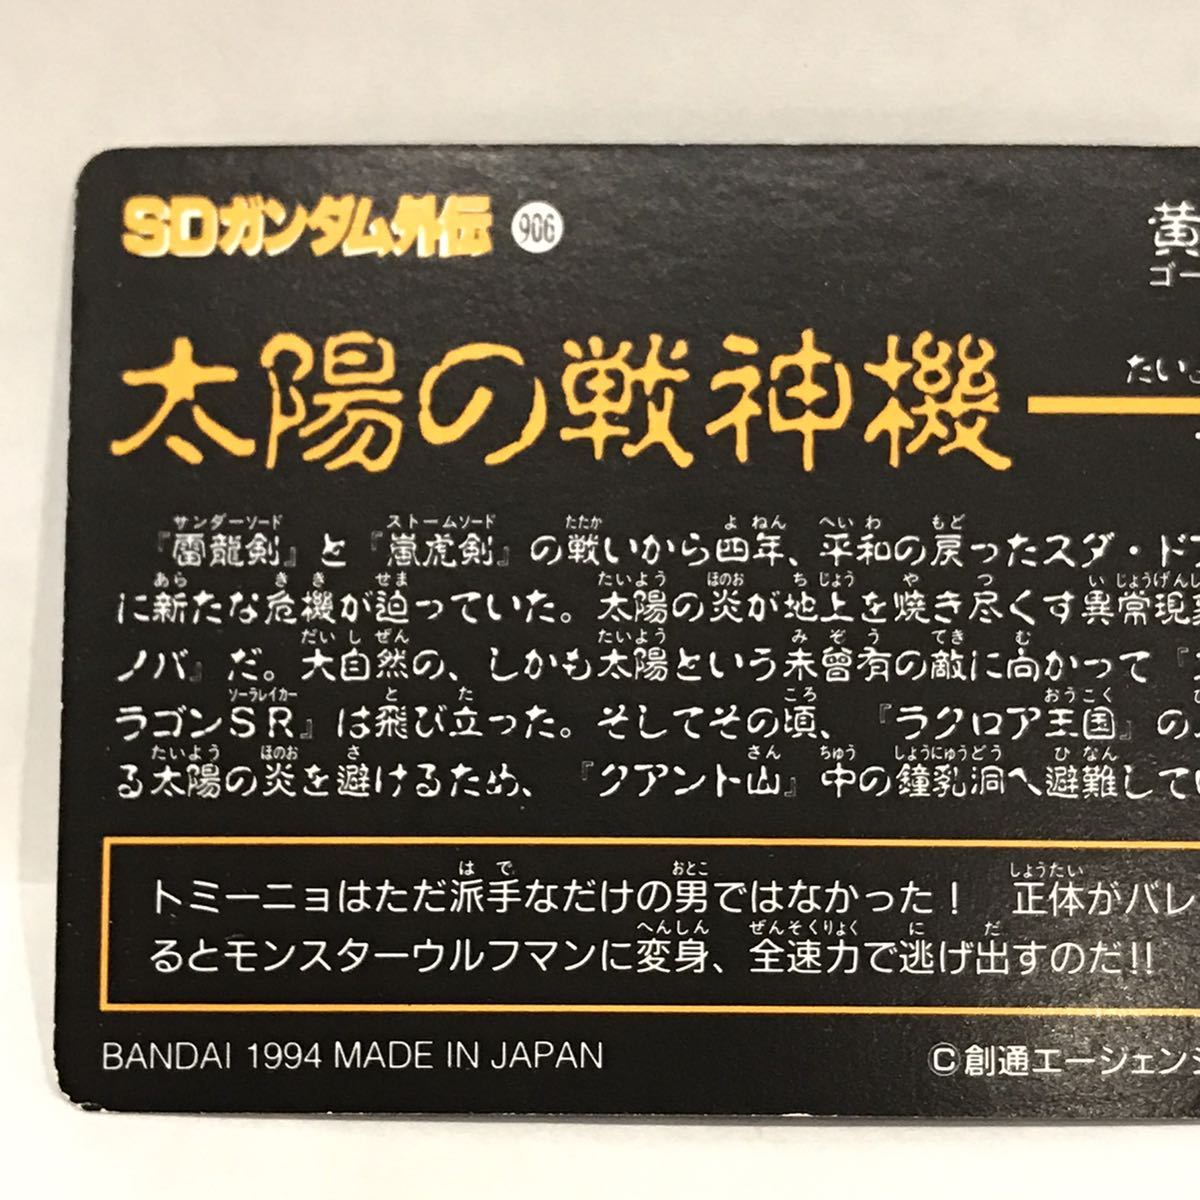 SDガンダム外伝 906
黄
ゴー
たいよ
太陽の戦神機
サンダーソード ストームソード たたか よ ねん へい わ もど
『雷龍剣』と『嵐虎剣』の戦いから四年、平和の戻ったスダ・ド
あら き き せま たいよう ほのお ち じょう や つ い じょうげんし
に新たな危機が迫っていた。太陽の炎が地上を焼き尽くす異常現
だい し ぜん たいよう み ぞ う てき む
ノバ』だ。大自然の、しかも太陽という未曾有の敵に向かって『
ソーラレイカー と た ころ おうこく
ラゴンSR』は飛び立った。そしてその頃、『ラクロア王国』の
たいよう ほのお さ さん ちゅう しょうにゅうどう ひ なん
る太陽の炎を避けるため、『クアント山』中の鐘乳洞へ避難してい
は で おとこ しょうたい
トミーニョはただ派手なだけの男ではなかった！ 正体がバレ
へんしん ぜんそくりょく に だ
るとモンスターウルフマンに変身、全速力で逃げ出すのだ!!
BANDAI 1994 MADE IN JAPAN
©創通エージェンシ